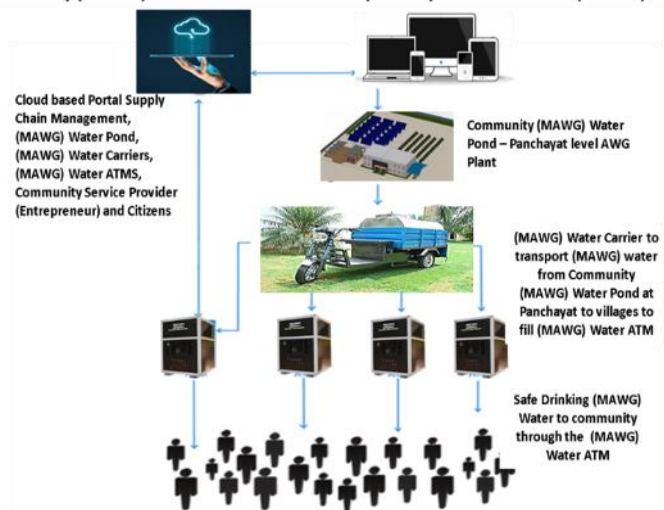 Cloud based Portal Supply
Chain Management,
(MAWG) Water Pond,
(MAWG) Water Carriers,
(MAWG) Water ATMS,
Community Service Provider
(Entrepreneur) and Citizens
Community (MAWG) Water
Pond – Panchayat level AWG
Plant
(MAWG) Water Carrier to
transport (MAWG) water
from Community
(MAWG) Water Pond at
Panchayat to villages to
fill (MAWG) Water ATM
Safe Drinking (MAWG)
Water to community
through the (MAWG)
Water ATM